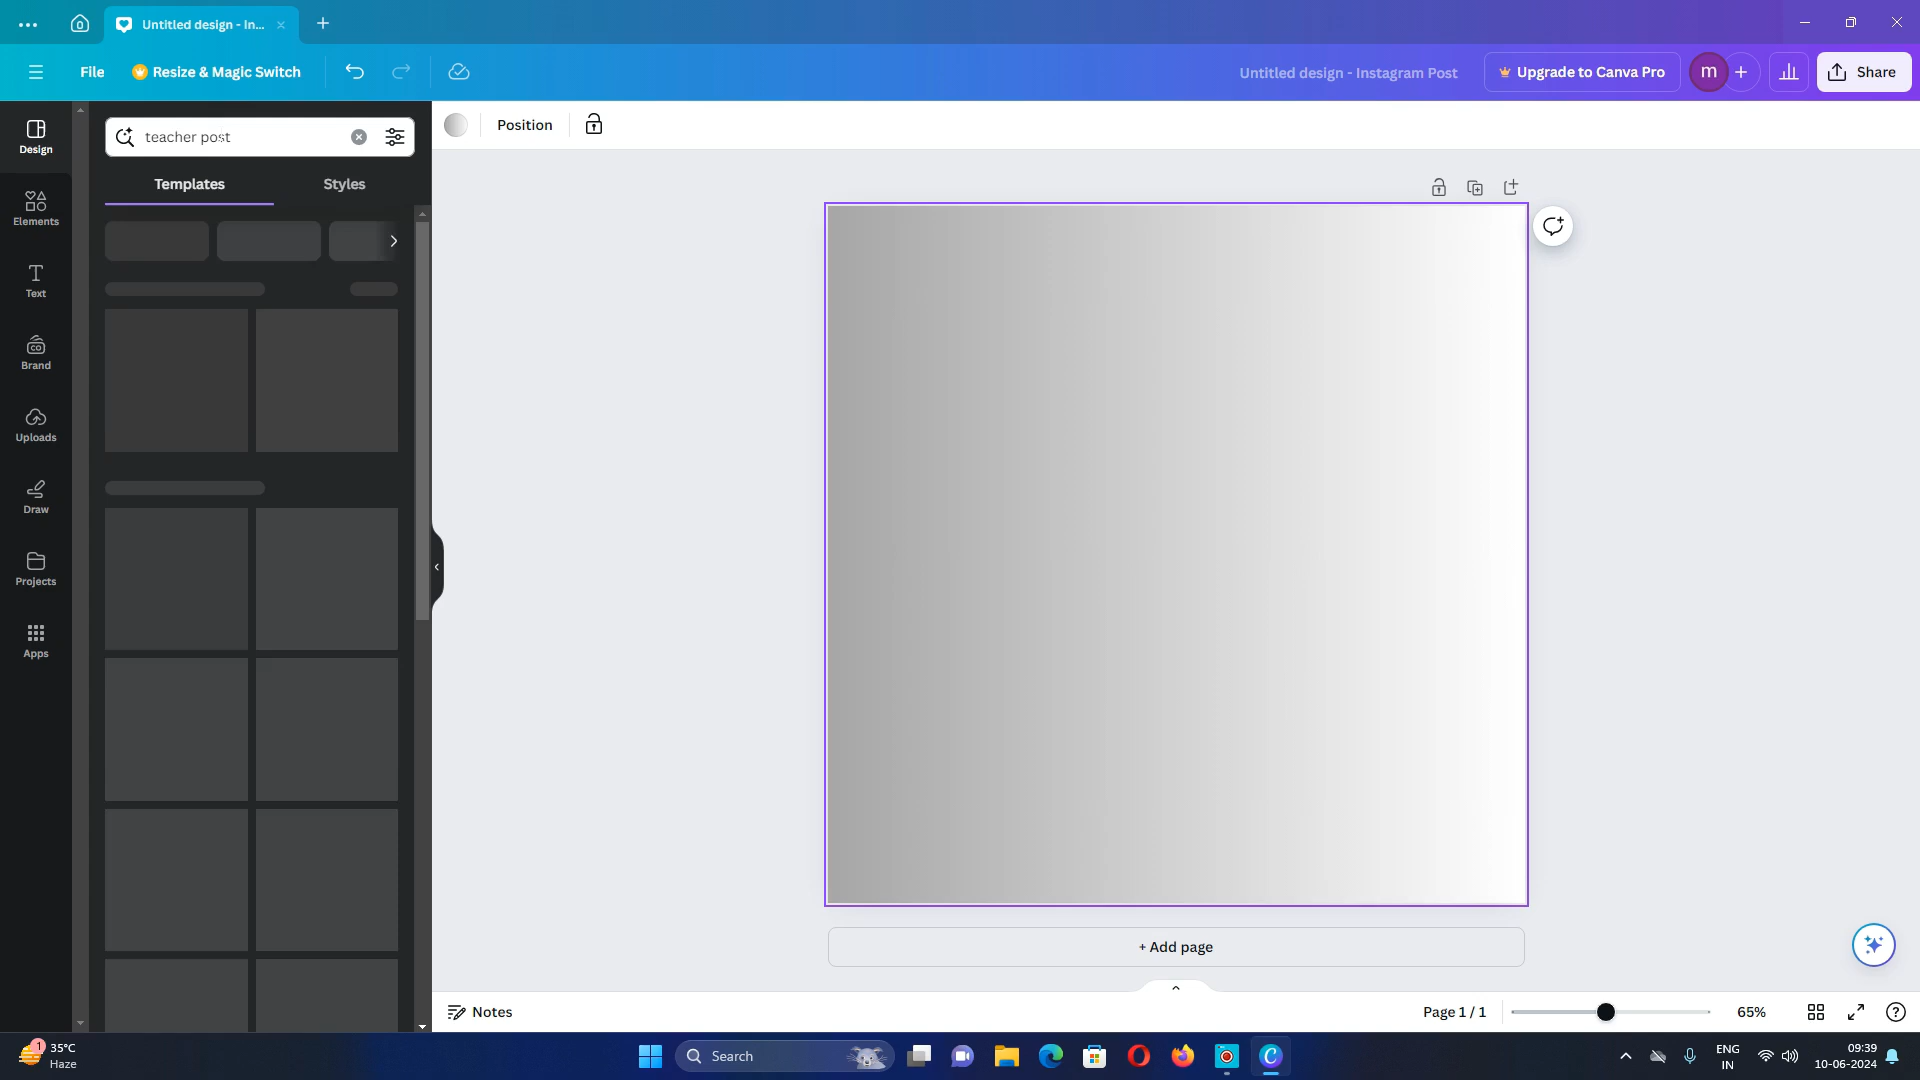 Untitled design - In...
File
Resize & Magic Switch
Untitled design - Instagram Post
Upgrade to Canva Pro
m
Share
Design
Elements
Text
Brand
Uploads
Draw
Projects
Apps
teacher post
Templates
Styles
Position
+ Add page
Notes
Page 1 / 1
65%
1
35°C
Haze
Search
ENG
IN
09:39
10-06-2024